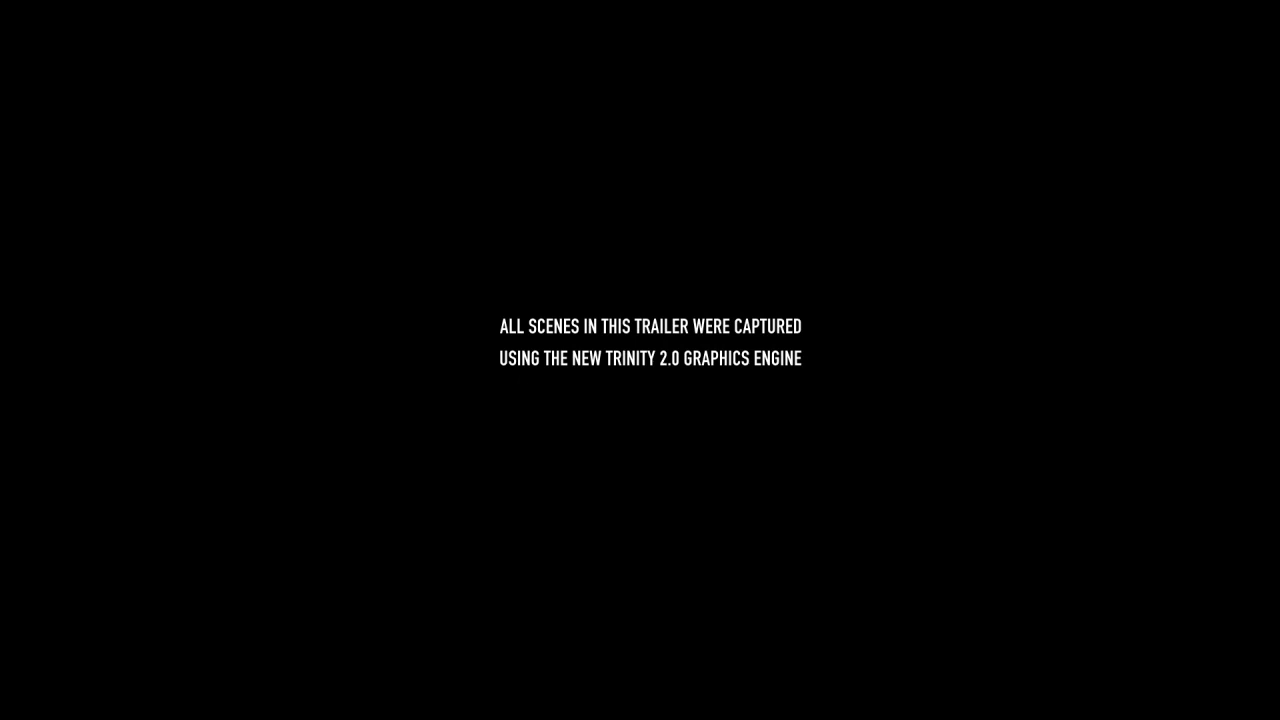 ALL SCENES IN THIS TRAILER WERE CAPTURED
USING THE NEW TRINITY 2.0 GRAPHICS ENGINE